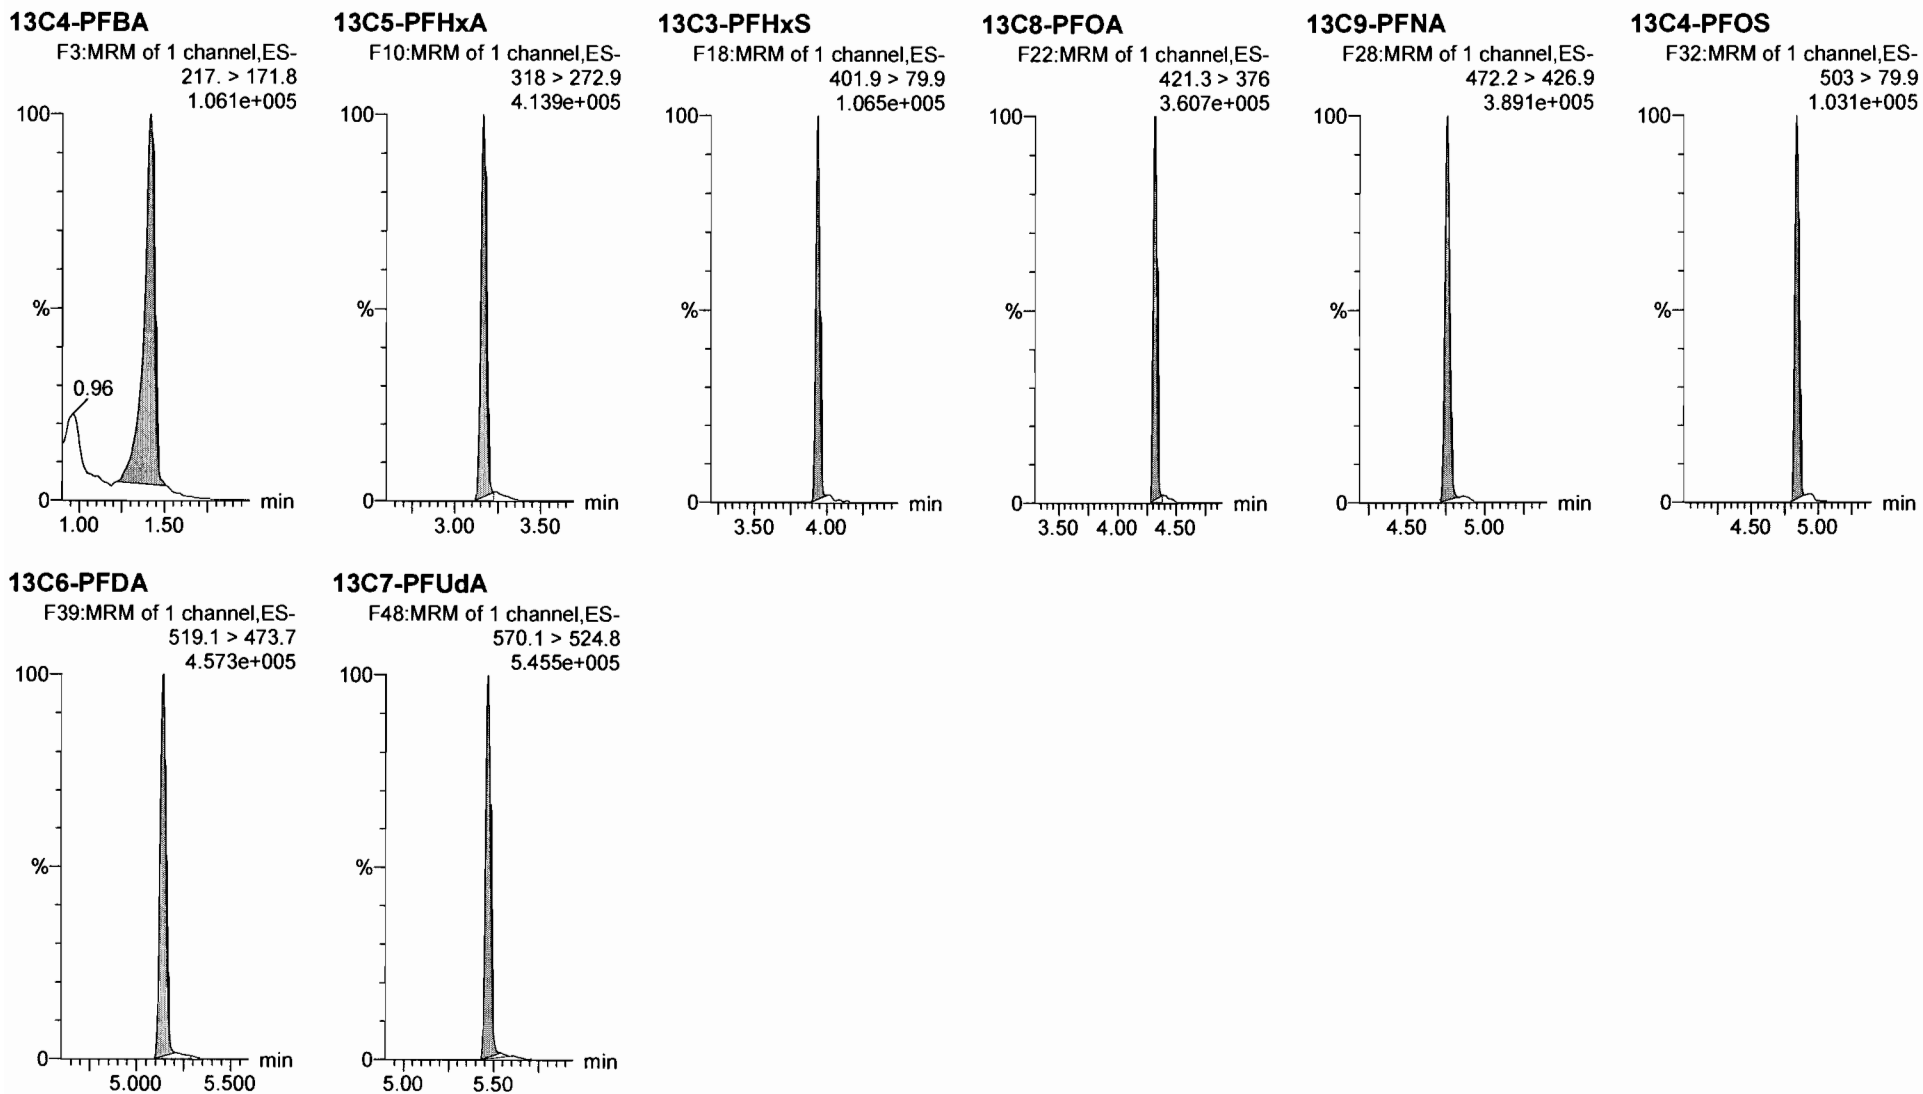 13C4-PFBA
F3:MRM of 1 channel,ES-
217. > 171.8
1.061e+005
100
%
0.96
0
min
1.00 1.50
13C5-PFHxA
F10:MRM of 1 channel,ES-
318 > 272.9
4.139e+005
100
%
0
min
3.00 3.50
13C3-PFHxS
F18:MRM of 1 channel,ES-
401.9 > 79.9
1.065e+005
100
%
0
min
3.50 4.00
13C8-PFOA
F22:MRM of 1 channel,ES-
421.3 > 376
3.607e+005
100
%
0
min
3.50 4.00 4.50
13C9-PFNA
F28:MRM of 1 channel,ES-
472.2 > 426.9
3.891e+005
100
%
0
min
4.50 5.00
13C4-PFOS
F32:MRM of 1 channel,ES-
503 > 79.9
1.031e+005
100
%
0
min
4.50 5.00
13C6-PFDA
F39:MRM of 1 channel,ES-
519.1 > 473.7
4.573e+005
100
%
0
min
5.000 5.500
13C7-PFUdA
F48:MRM of 1 channel,ES-
570.1 > 524.8
5.455e+005
100
%
0
min
5.00 5.50